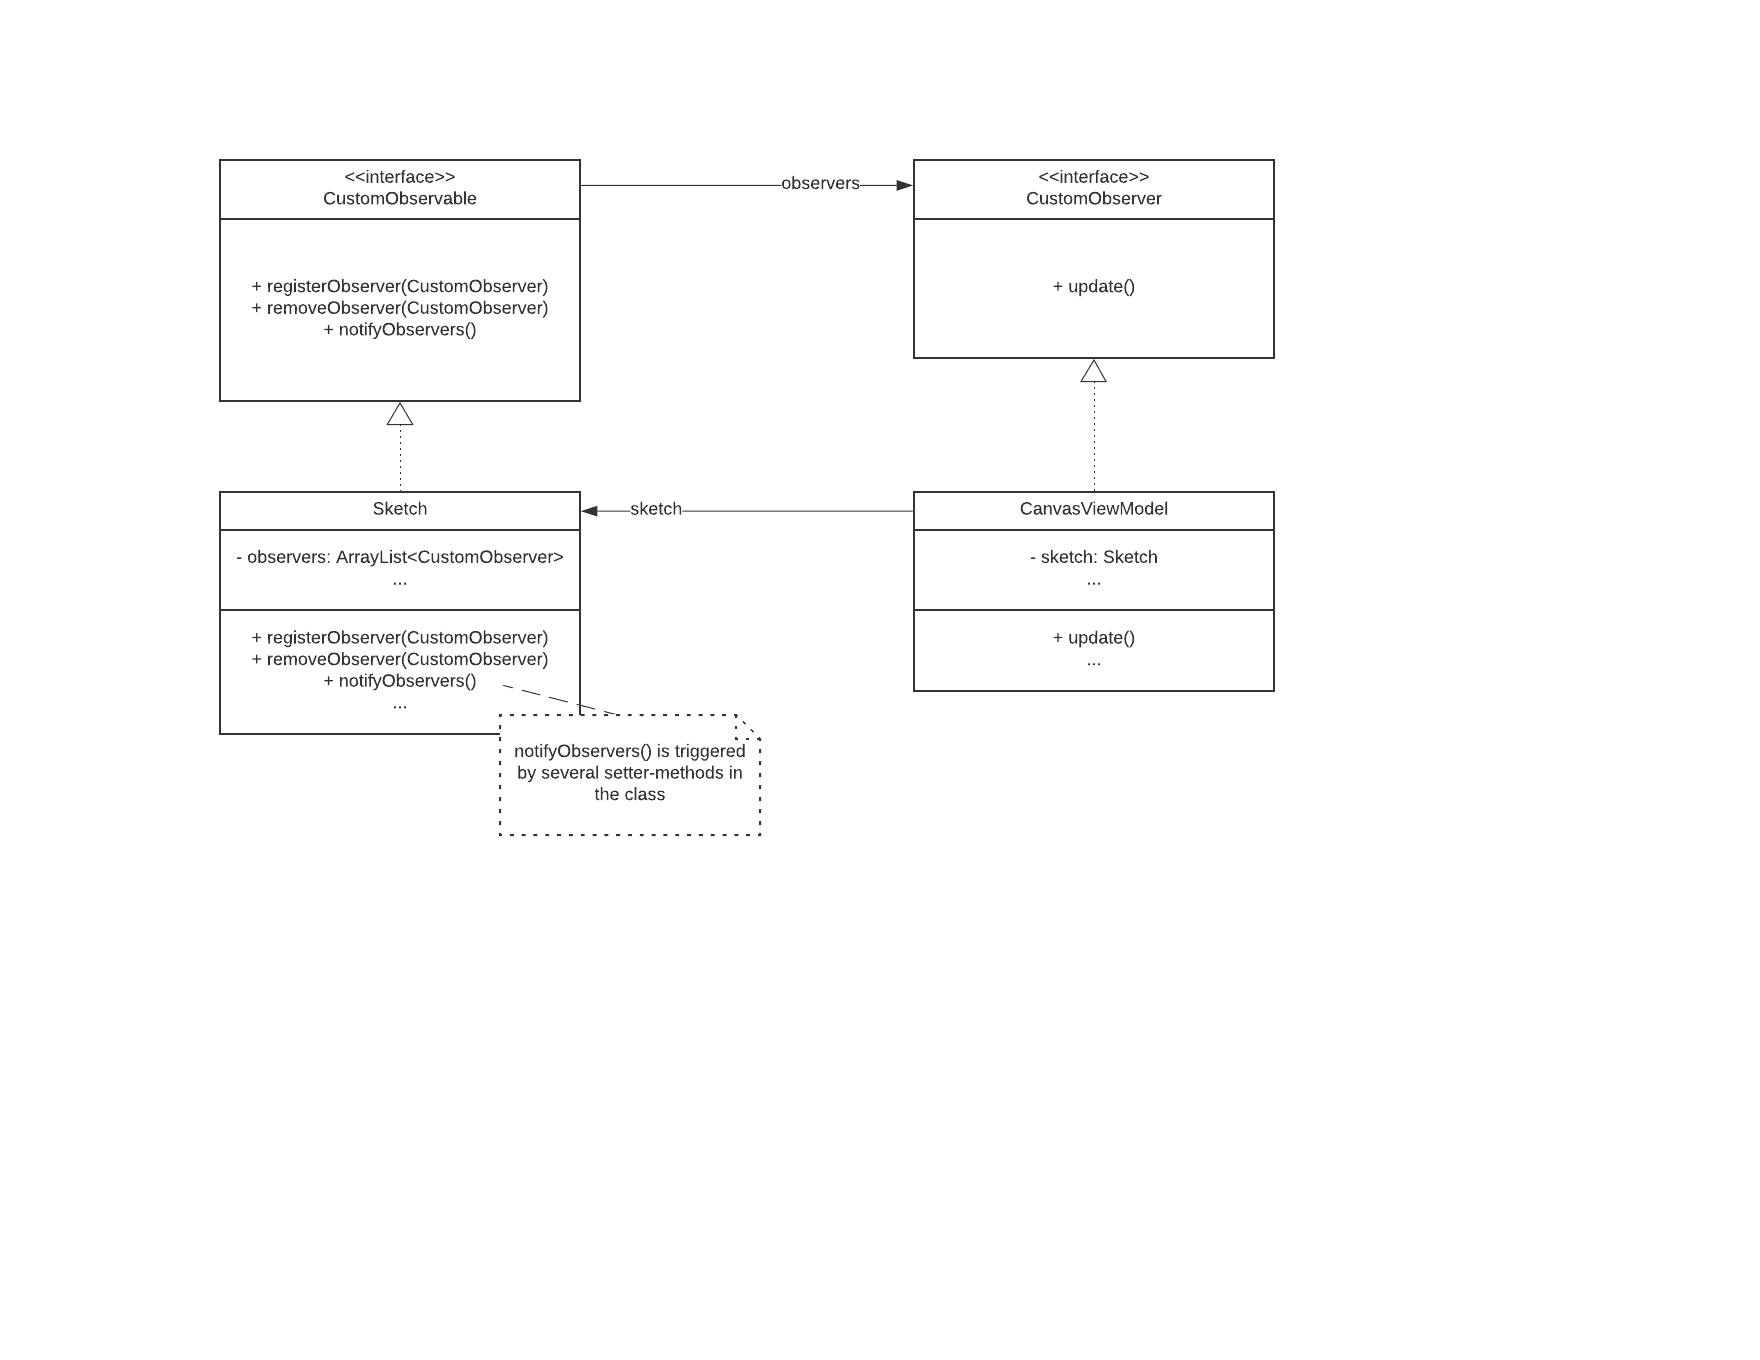 <<interface>>
CustomObservable
+ registerObserver(CustomObserver)
+ removeObserver(CustomObserver)
+ notifyObservers()
observers
<<interface>>
CustomObserver
+ update()
Sketch
- observers: ArrayList<CustomObserver>
...
+ registerObserver(CustomObserver)
+ removeObserver(CustomObserver)
+ notifyObservers()
...
sketch
CanvasViewModel
- sketch: Sketch
...
+ update()
...
notifyObservers() is triggered
by several setter-methods in
the class